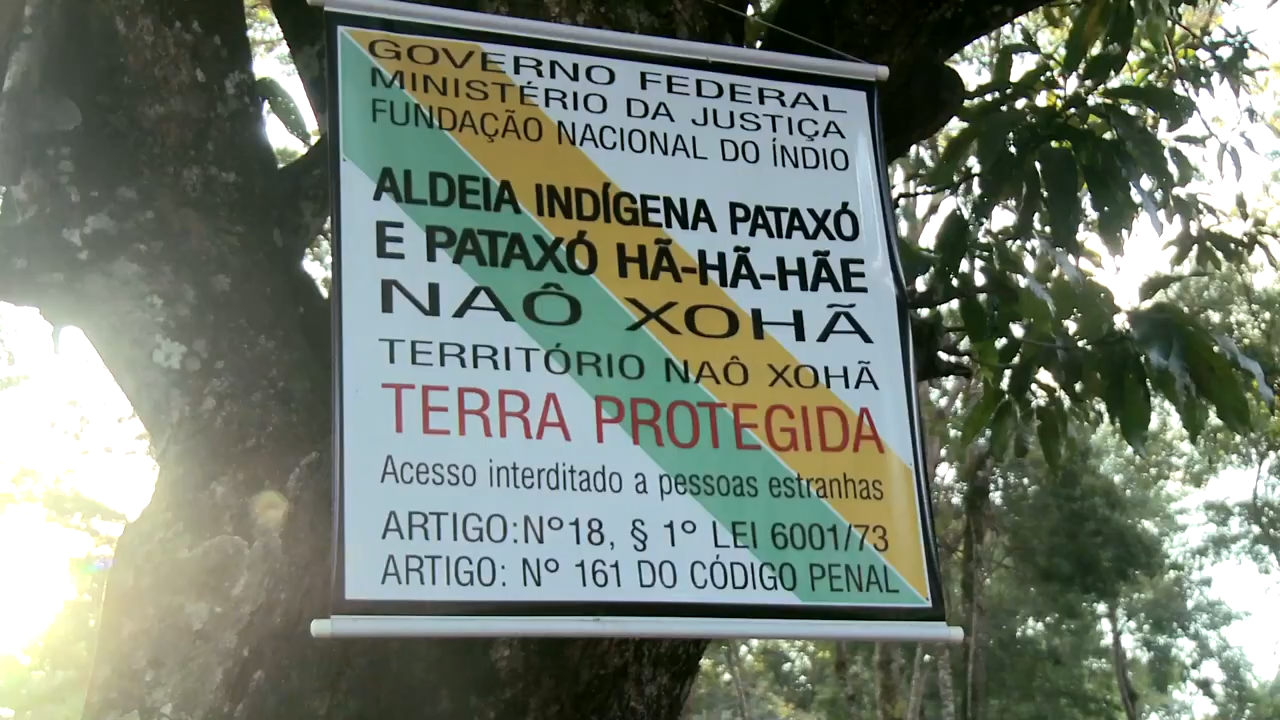 GOVERNO FEDERAL
MINISTÉRIO DA JUSTIÇA
FUNDAÇÃO NACIONAL DO ÍNDIO
ALDEIA INDÍGENA PATAXÓ
E PATAXÓ HÃ-HÃ-HÃE
NAÔ XOHÃ
TERRITÓRIO NAÔ XOHÃ
TERRA PROTEGIDA
Acesso interditado a pessoas estranhas
ARTIGO:Nº18, § 1º LEI 6001/73
ARTIGO: Nº 161 DO CÓDIGO PENAL